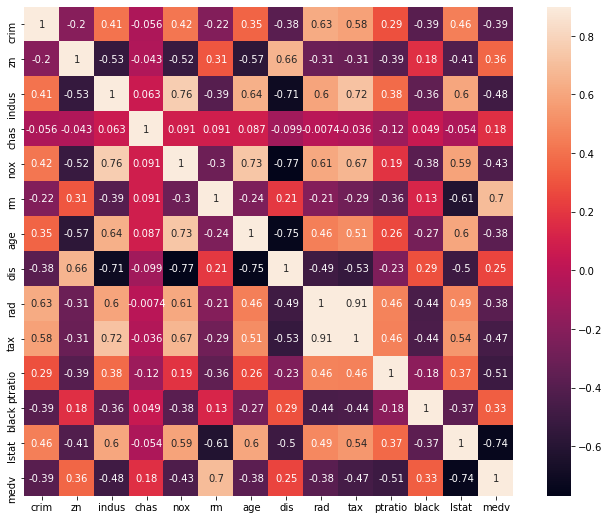 crim 1 -0.2 0.41 -0.056 0.42 -0.22 0.35 -0.38 0.63 0.58 0.29 -0.39 0.46 -0.39
zn -0.2 1 -0.53 -0.043 -0.52 0.31 -0.57 0.66 -0.31 -0.31 -0.39 0.18 -0.41 0.36
indus 0.41 -0.53 1 0.063 0.76 -0.39 0.64 -0.71 0.6 0.72 0.38 -0.36 0.6 -0.48
chas -0.056 -0.043 0.063 1 0.091 0.091 0.087 -0.099 -0.0074 -0.036 -0.12 0.049 -0.054 0.18
nox 0.42 -0.52 0.76 0.091 1 -0.3 0.73 -0.77 0.61 0.67 0.19 -0.38 0.59 -0.43
rm -0.22 0.31 -0.39 0.091 -0.3 1 -0.24 0.21 -0.21 -0.29 -0.36 0.13 -0.61 0.7
age 0.35 -0.57 0.64 0.087 0.73 -0.24 1 -0.75 0.46 0.51 0.26 -0.27 0.6 -0.38
dis -0.38 0.66 -0.71 -0.099 -0.77 0.21 -0.75 1 -0.49 -0.53 -0.23 0.29 -0.5 0.25
rad 0.63 -0.31 0.6 -0.0074 0.61 -0.21 0.46 -0.49 1 0.91 0.46 -0.44 0.49 -0.38
tax 0.58 -0.31 0.72 -0.036 0.67 -0.29 0.51 -0.53 0.91 1 0.46 -0.44 0.54 -0.47
ptratio 0.29 -0.39 0.38 -0.12 0.19 -0.36 0.26 -0.23 0.46 0.46 1 -0.18 0.37 -0.51
black -0.39 0.18 -0.36 0.049 -0.38 0.13 -0.27 0.29 -0.44 -0.44 -0.18 1 -0.37 0.33
lstat 0.46 -0.41 0.6 -0.054 0.59 -0.61 0.6 -0.5 0.49 0.54 0.37 -0.37 1 -0.74
medv -0.39 0.36 -0.48 0.18 -0.43 0.7 -0.38 0.25 -0.38 -0.47 -0.51 0.33 -0.74 1
crim zn indus chas nox rm age dis rad tax ptratio black lstat medv
0.8
0.6
0.4
0.2
0.0
−0.2
−0.4
−0.6